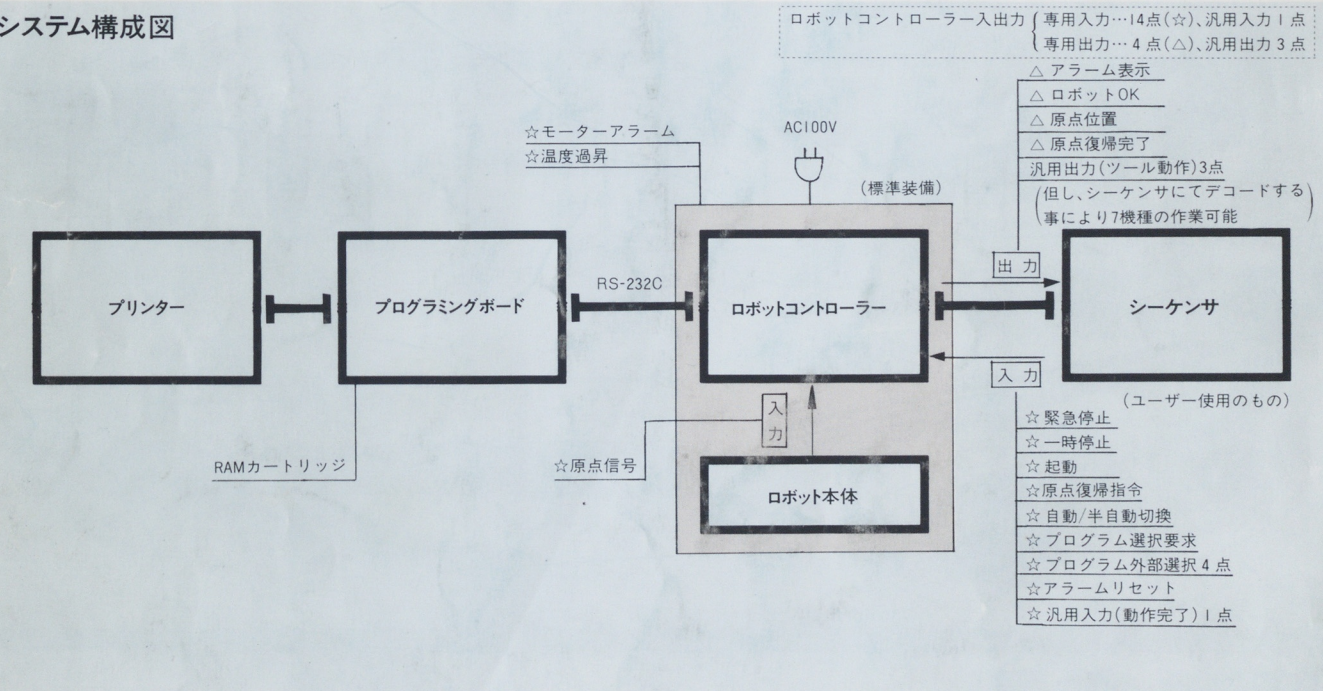 システム構成図
ロボットコントローラー入出力
専用入力…14点(☆)、汎用入力1点
専用出力…4点(△)、汎用出力3点
△ アラーム表示
△ ロボットOK
△ 原点位置
△ 原点復帰完了
汎用出力(ツール動作)3点
(但し、シーケンサにてデコードする
事により7機種の作業可能)
☆モーターアラーム
☆温度過昇
AC100V
(標準装備)
プリンター
プログラミングボード
RS-232C
ロボットコントローラー
出力
シーケンサ
入力
(ユーザー使用のもの)
RAMカートリッジ
☆原点信号
入力
ロボット本体
☆緊急停止
☆一時停止
☆起動
☆原点復帰指令
☆自動/半自動切換
☆プログラム選択要求
☆プログラム外部選択4点
☆アラームリセット
☆汎用入力(動作完了)1点